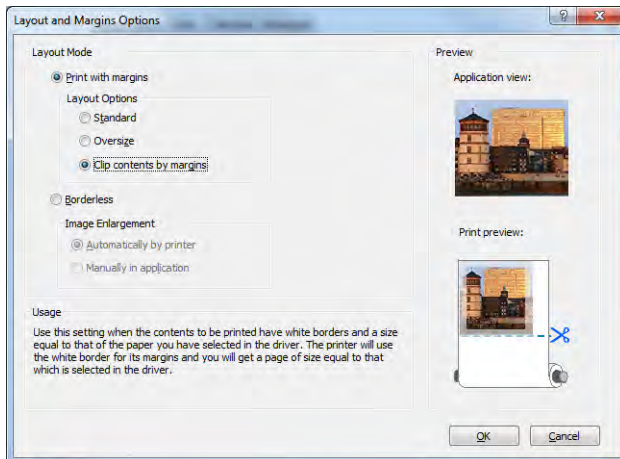 Layout and Margins Options
Layout Mode
Print with margins
Layout Options
Standard
Oversize
Clip contents by margins
Borderless
Image Enlargement
Automatically by printer
Manually in application
Usage
Use this setting when the contents to be printed have white borders and a size
equal to that of the paper you have selected in the driver. The printer will use
the white border for its margins and you will get a page of size equal to that
which is selected in the driver.
Preview
Application view:
Print preview:
OK
Cancel